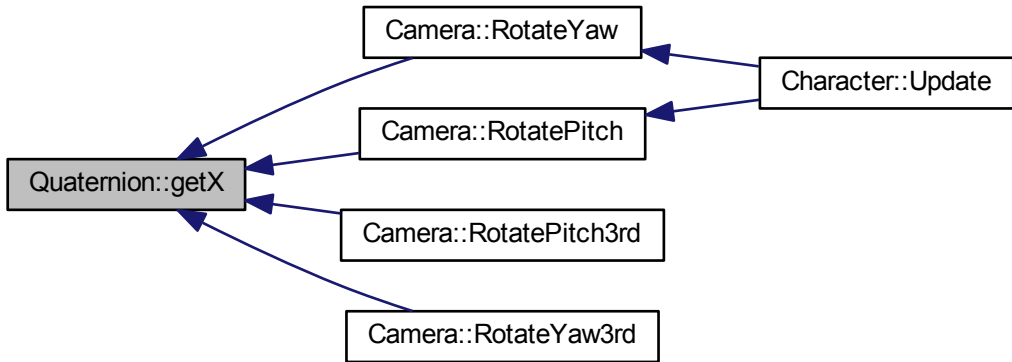 Camera::RotateYaw
Character::Update
Camera::RotatePitch
Quaternion::getX
Camera::RotatePitch3rd
Camera::RotateYaw3rd